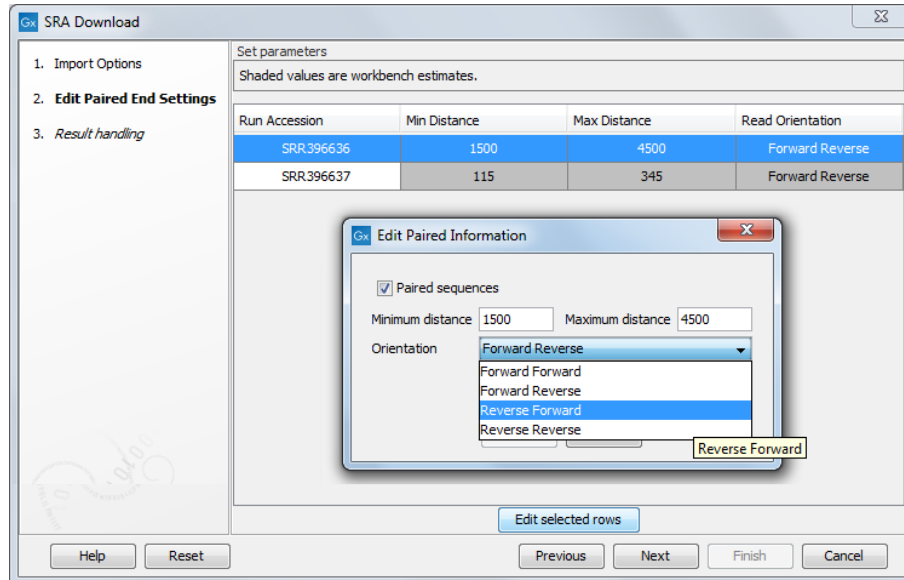 Gx SRA Download
1. Import Options
2. Edit Paired End Settings
3. Result handling
Set parameters
Shaded values are workbench estimates.
Run Accession Min Distance Max Distance Read Orientation
SRR396636 1500 4500 Forward Reverse
SRR396637 115 345 Forward Reverse
Gx Edit Paired Information
Paired sequences
Minimum distance 1500 Maximum distance 4500
Orientation Forward Reverse
Forward Forward
Forward Reverse
Reverse Forward
Reverse Reverse
Reverse Forward
Edit selected rows
Help Reset Previous Next Finish Cancel